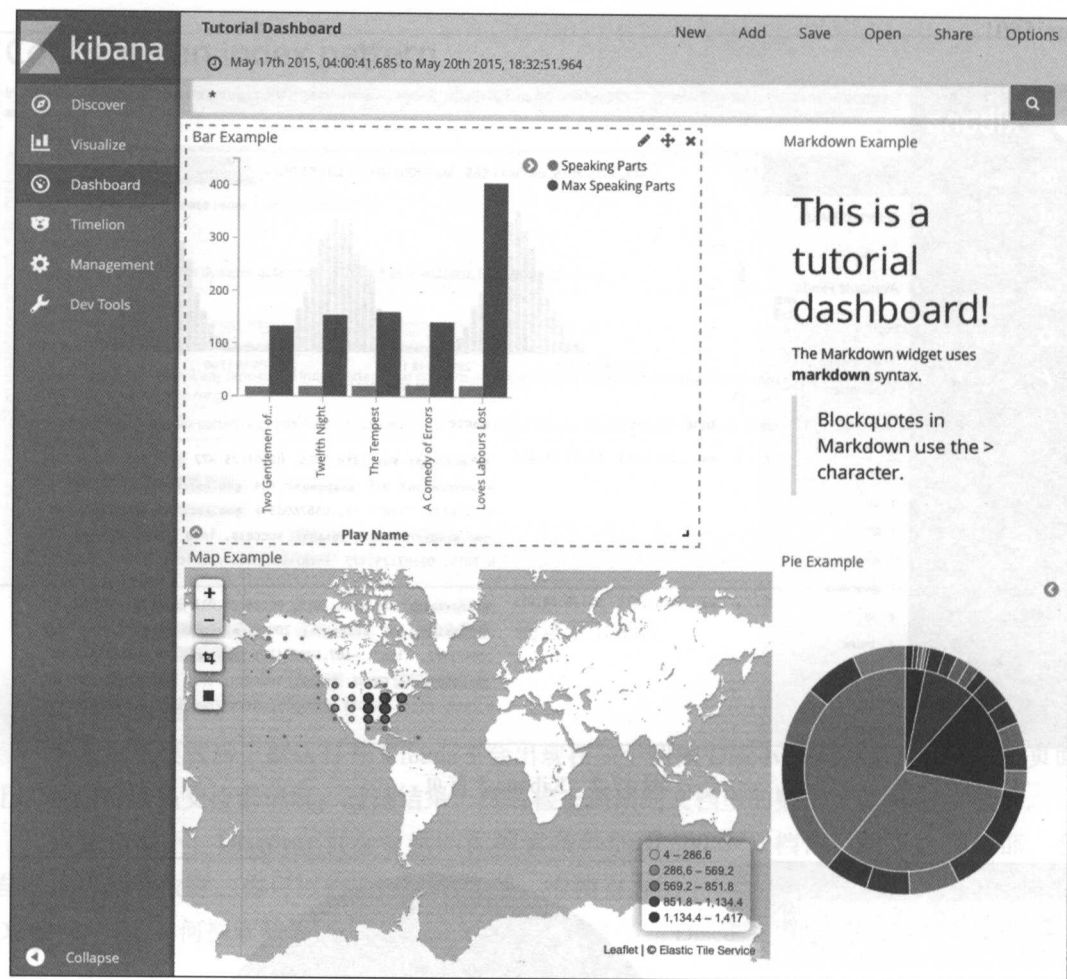 kibana
Discover
Visualize
Dashboard
Timelion
Management
Dev Tools
Collapse
Tutorial Dashboard
New Add Save Open Share Options
May 17th 2015, 04:00:41.685 to May 20th 2015, 18:32:51.964
*
Bar Example
Speaking Parts
Max Speaking Parts
400
300
200
100
0
Two Gentlemen of...
Twelfth Night
The Tempest
A Comedy of Errors
Loves Labours Lost
Play Name
Markdown Example
This is a
tutorial
dashboard!
The Markdown widget uses
markdown syntax.
Blockquotes in
Markdown use the >
character.
Map Example
+
−
4 – 286.6
286.6 – 569.2
569.2 – 851.8
851.8 – 1,134.4
1,134.4 – 1,417
Leaflet | © Elastic Tile Service
Pie Example